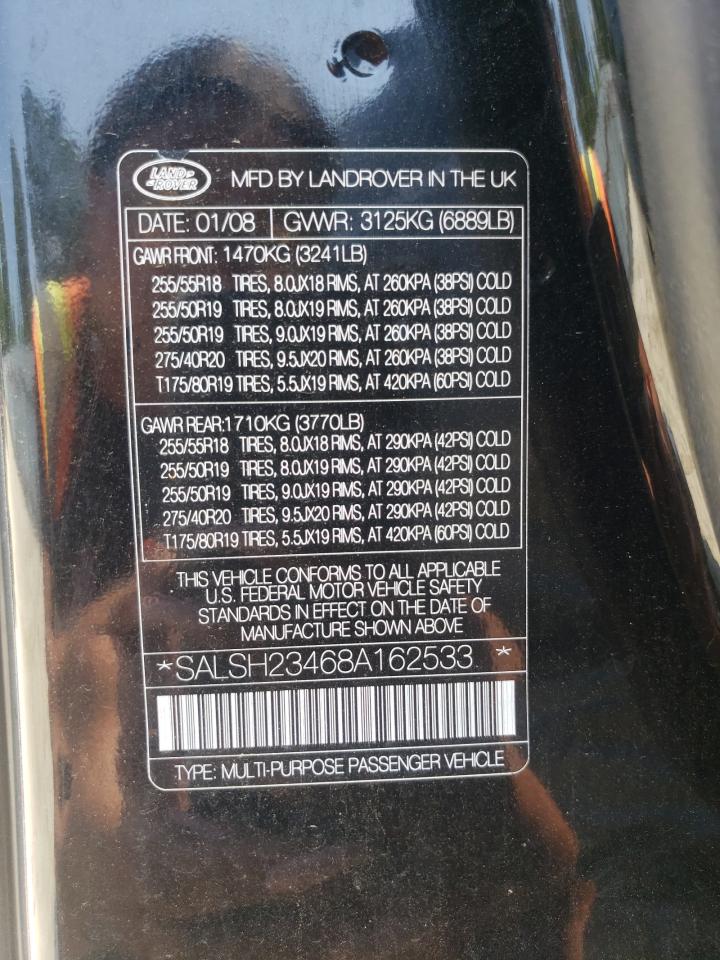 LAND ROVER MFD BY LANDROVER IN THE UK
DATE: 01/08 GVWR: 3125KG (6889LB)
GAWR FRONT: 1470KG (3241LB)
255/55R18 TIRES, 8.0JX18 RIMS, AT 260KPA (38PSI) COLD
255/50R19 TIRES, 8.0JX19 RIMS, AT 260KPA (38PSI) COLD
255/50R19 TIRES, 9.0JX19 RIMS, AT 260KPA (38PSI) COLD
275/40R20 TIRES, 9.5JX20 RIMS, AT 260KPA (38PSI) COLD
T175/80R19 TIRES, 5.5JX19 RIMS, AT 420KPA (60PSI) COLD
GAWR REAR:1710KG (3770LB)
255/55R18 TIRES, 8.0JX18 RIMS, AT 290KPA (42PSI) COLD
255/50R19 TIRES, 8.0JX19 RIMS, AT 290KPA (42PSI) COLD
255/50R19 TIRES, 9.0JX19 RIMS, AT 290KPA (42PSI) COLD
275/40R20 TIRES, 9.5JX20 RIMS, AT 290KPA (42PSI) COLD
T175/80R19 TIRES, 5.5JX19 RIMS, AT 420KPA (60PSI) COLD
THIS VEHICLE CONFORMS TO ALL APPLICABLE
U.S. FEDERAL MOTOR VEHICLE SAFETY
STANDARDS IN EFFECT ON THE DATE OF
MANUFACTURE SHOWN ABOVE
*SALSH23468A162533 *
TYPE: MULTI-PURPOSE PASSENGER VEHICLE